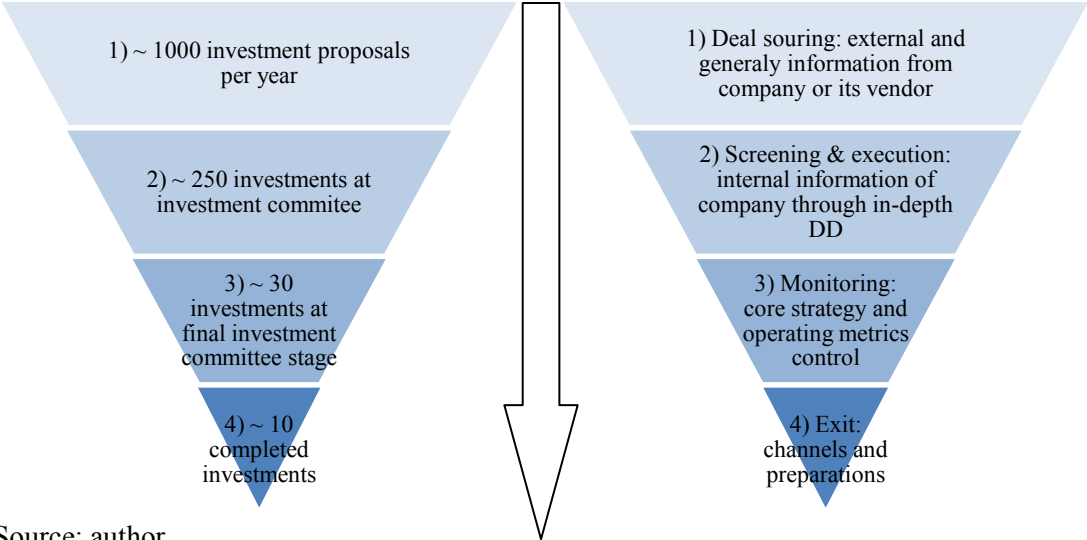 1) ~ 1000 investment proposals
per year
2) ~ 250 investments at
investment commitee
3) ~ 30
investments at
final investment
committee stage
4) ~ 10
completed
investments
1) Deal souring: external and
generaly information from
company or its vendor
2) Screening & execution:
internal information of
company through in-depth
DD
3) Monitoring:
core strategy and
operating metrics
control
4) Exit:
channels and
preparations
Source: author